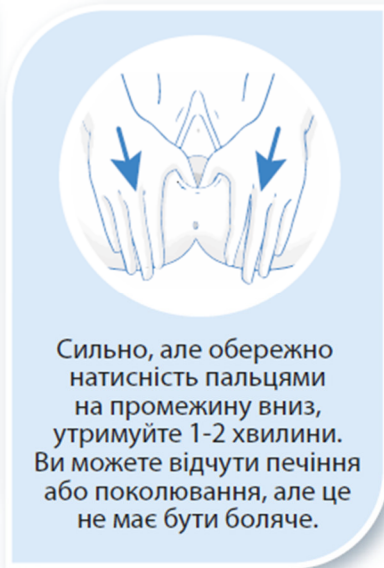 Сильно, але обережно
натисність пальцями
на промежину вниз,
утримуйте 1-2 хвилини.
Ви можете відчути печіння
або поколювання, але це
не має бути боляче.